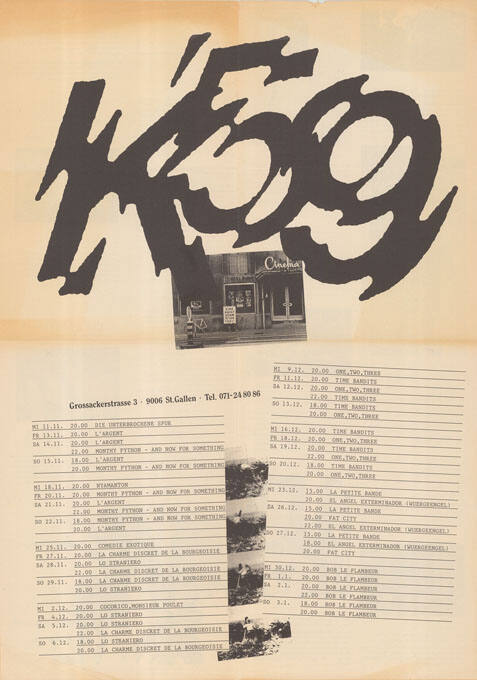 K59
Cinema
Grossackerstrasse 3 · 9006 St.Gallen · Tel. 071-24 80 86
MI 11.11. 20.00 DIE UNTERBROCHENE SPUR
FR 13.11. 20.00 L'ARGENT
SA 14.11. 20.00 L'ARGENT
22.00 MONTHY PYTHON - AND NOW FOR SOMETHING
SO 15.11. 18.00 L'ARGENT
20.00 MONTHY PYTHON - AND NOW FOR SOMETHING
MI 18.11. 20.00 NYAMANTON
FR 20.11. 20.00 MONTHY PYTHON - AND NOW FOR SOMETHING
SA 21.11. 20.00 L'ARGENT
22.00 MONTHY PYTHON - AND NOW FOR SOMETHING
SO 22.11. 18.00 MONTHY PYTHON - AND NOW FOR SOMETHING
20.00 L'ARGENT
MI 25.11. 20.00 COMEDIE EXOTIQUE
FR 27.11. 20.00 LA CHARME DISCRET DE LA BOURGEOISIE
SA 28.11. 20.00 LO STRANIERO
22.00 LA CHARME DISCRET DE LA BOURGEOISIE
SO 29.11. 18.00 LA CHARME DISCRET DE LA BOURGEOISIE
20.00 LO STRANIERO
MI 2.12. 20.00 COCORICO,MONSIEUR POULET
FR 4.12. 20.00 LO STRANIERO
SA 5.12. 20.00 LO STRANIERO
22.00 LA CHARME DISCRET DE LA BOURGEOISIE
SO 6.12. 18.00 LO STRANIERO
20.00 LA CHARME DISCRET DE LA BOURGEOISIE
MI 9.12. 20.00 ONE,TWO,THREE
FR 11.12. 20.00 TIME BANDITS
SA 12.12. 20.00 ONE,TWO,THREE
22.00 TIME BANDITS
SO 13.12. 18.00 TIME BANDITS
20.00 ONE,TWO,THREE
MI 16.12. 20.00 TIME BANDITS
FR 18.12. 20.00 ONE,TWO,THREE
SA 19.12. 20.00 TIME BANDITS
22.00 ONE,TWO,THREE
SO 20.12. 18.00 TIME BANDITS
20.00 ONE,TWO,THREE
MI 23.12. 15.00 LA PETITE BANDE
20.00 EL ANGEL EXTERMINADOR (WUERGEENGEL)
SA 26.12. 15.00 LA PETITE BANDE
20.00 FAT CITY
22.00 EL ANGEL EXTERMINADOR (WUERGEENGEL)
SO 27.12. 15.00 LA PETITE BANDE
18.00 EL ANGEL EXTERMINADOR (WUERGEENGEL)
20.00 FAT CITY
MI 30.12. 20.00 BOB LE FLAMBEUR
FR 1.1. 20.00 BOB LE FLAMBEUR
SA 2.1. 20.00 BOB LE FLAMBEUR
22.00 BOB LE FLAMBEUR
SO 3.1. 18.00 BOB LE FLAMBEUR
20.00 BOB LE FLAMBEUR